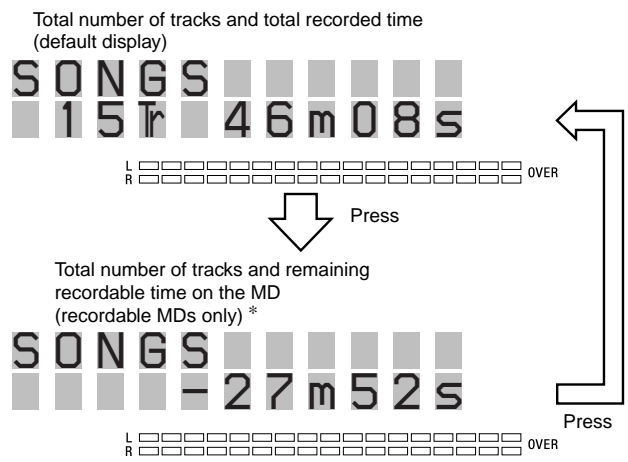 Total number of tracks and total recorded time
(default display)
SONGS
15Tr 46m08s
L
R
OVER
Press
Total number of tracks and remaining
recordable time on the MD
(recordable MDs only) *
SONGS
-27m52s
Press
L
R
OVER